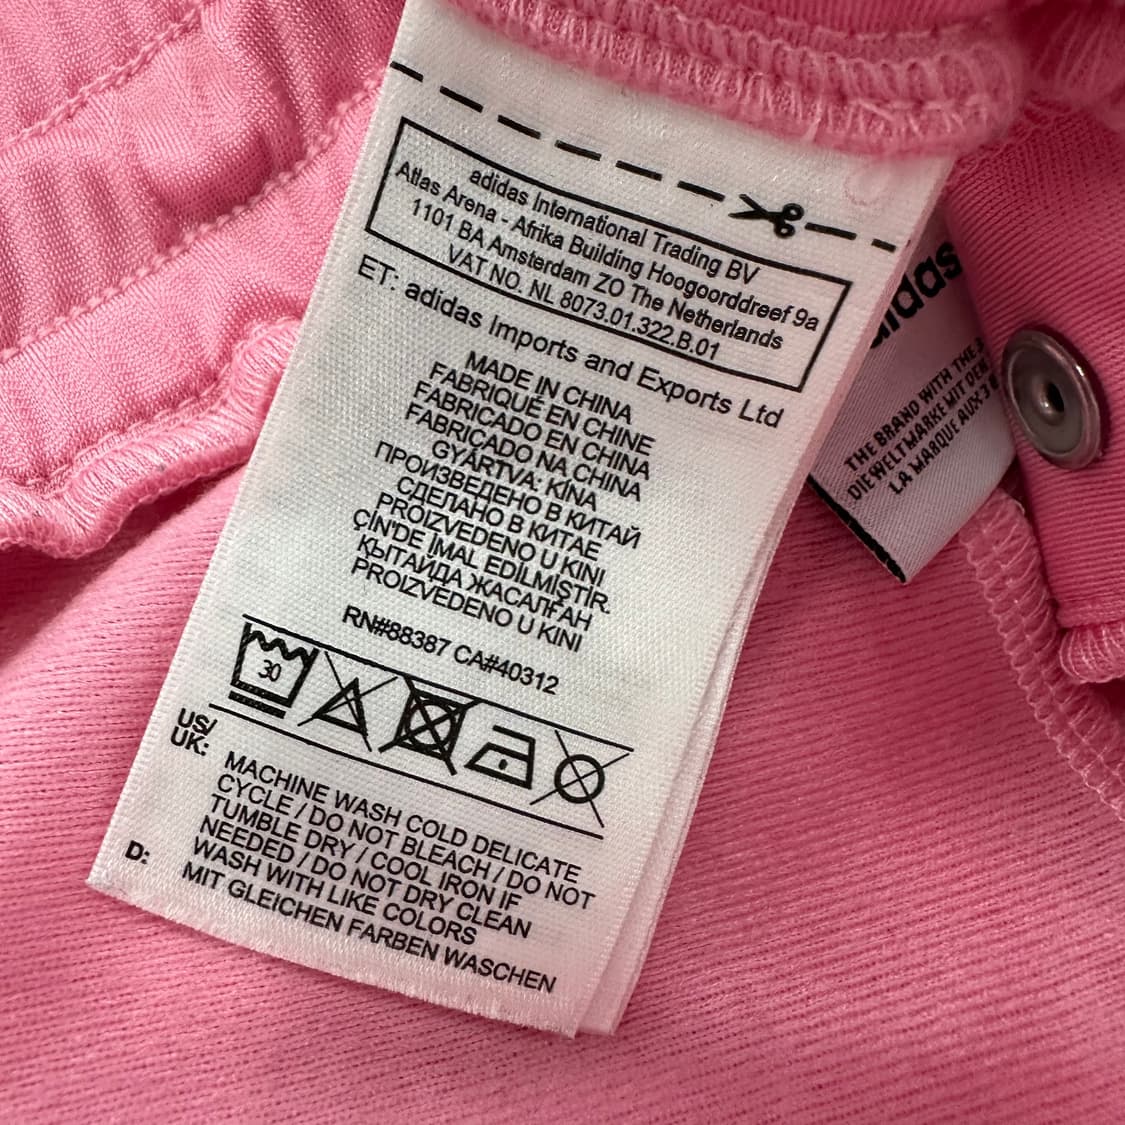 adidas International Trading BV
Atlas Arena - Afrika Building Hoogoorddreef 9a
1101 BA Amsterdam ZO The Netherlands
VAT NO. NL 8073.01.322.B.01
ET: adidas Imports and Exports Ltd
MADE IN CHINA
FABRIQUÉ EN CHINE
FABRICADO EN CHINA
FABRICADO NA CHINA
GYÁRTVA: KÍNA
ПРОИЗВЕДЕНО В КИТАЙ
СДЕЛАНО В КИТАЕ
PROIZVEDENO U KINI
ÇİN'DE İMAL EDİLMİŞTİR.
ҚЫТАЙДА ЖАСАЛҒАН
PROIZVEDENO U KINI
RN#88387 CA#40312
30
US/
UK:
MACHINE WASH COLD DELICATE
CYCLE / DO NOT BLEACH / DO NOT
TUMBLE DRY / COOL IRON IF
NEEDED / DO NOT DRY CLEAN
WASH WITH LIKE COLORS
D: MIT GLEICHEN FARBEN WASCHEN
adidas
THE BRAND WITH THE 3
DIE WELTMARKE MIT DEN
LA MARQUE AUX 3